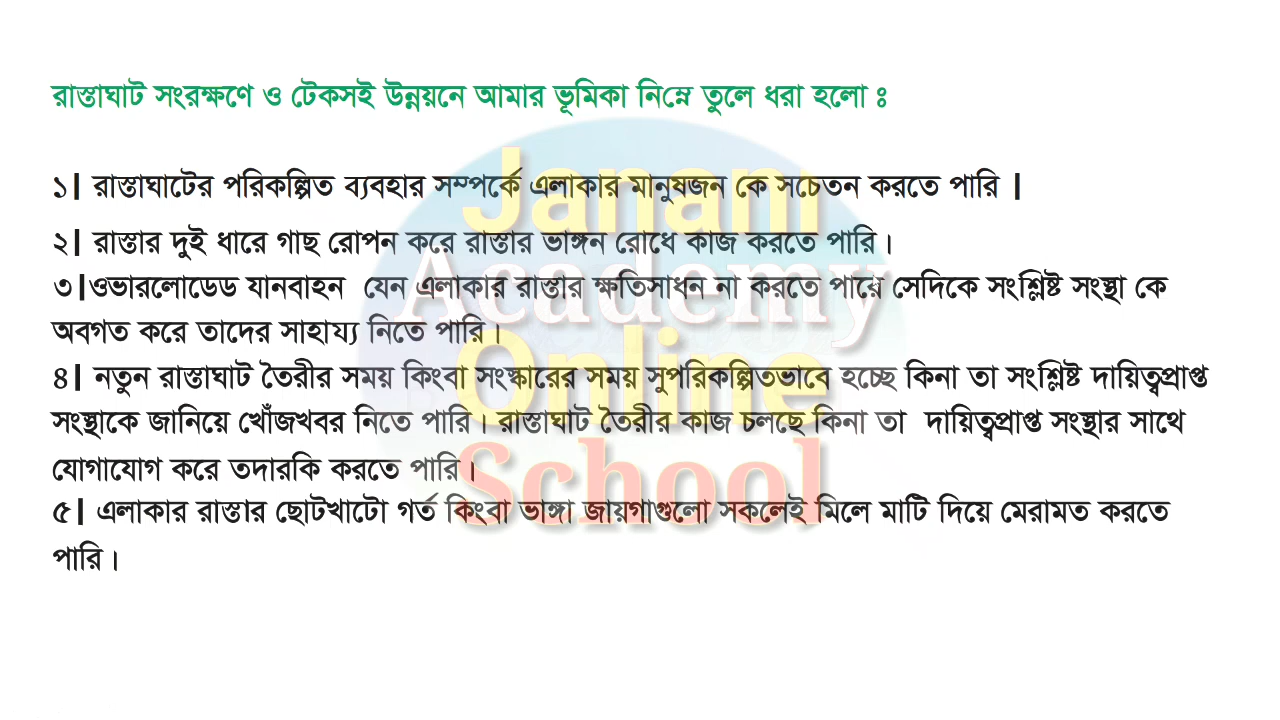 রাস্তাঘাট সংরক্ষণে ও টেকসই উন্নয়নে আমার ভূমিকা নিম্নে তুলে ধরা হলো ঃ
১| রাস্তাঘাটের পরিকল্পিত ব্যবহার সম্পর্কে এলাকার মানুষজন কে সচেতন করতে পারি |
২| রাস্তার দুই ধারে গাছ রোপন করে রাস্তার ভাঙ্গন রোধে কাজ করতে পারি।
৩|ওভারলোডেড যানবাহন যেন এলাকার রাস্তার ক্ষতিসাধন না করতে পারে সেদিকে সংশ্লিষ্ট সংস্থা কে
অবগত করে তাদের সাহায্য নিতে পারি।
৪| নতুন রাস্তাঘাট তৈরীর সময় কিংবা সংস্কারের সময় সুপরিকল্পিতভাবে হচ্ছে কিনা তা সংশ্লিষ্ট দায়িত্বপ্রাপ্ত
সংস্থাকে জানিয়ে খোঁজখবর নিতে পারি। রাস্তাঘাট তৈরীর কাজ চলছে কিনা তা দায়িত্বপ্রাপ্ত সংস্থার সাথে
যোগাযোগ করে তদারকি করতে পারি।
৫| এলাকার রাস্তার ছোটখাটো গর্ত কিংবা ভাঙ্গা জায়গাগুলো সকলেই মিলে মাটি দিয়ে মেরামত করতে
পারি।
Janam
Academy
Online
School